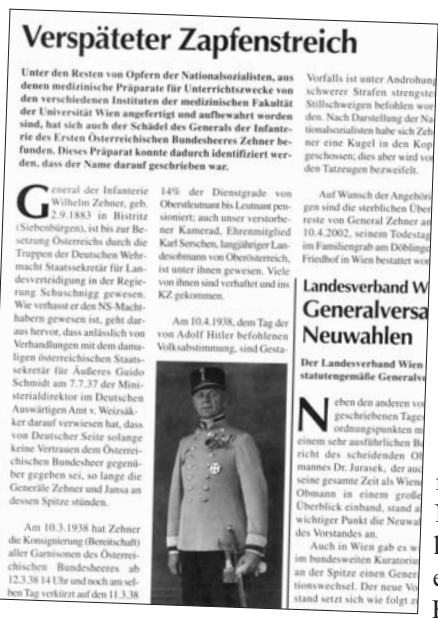 Verspäteter Zapfenstreich
Unter den Resten von Opfern der Nationalsozialisten, aus
denen medizinische Präparate für Unterrichtszwecke von
den verschiedenen Instituten der medizinischen Fakultät
der Universität Wien angefertigt und aufbewahrt worden
sind, hat sich auch der Schädel des Generals der Infante-
rie des Ersten Österreichischen Bundesheeres Zehner be-
funden. Dieses Präparat konnte dadurch identifiziert wer-
den, dass der Name darauf geschrieben war.
General der Infanterie
Wilhelm Zehner, geb.
2.9.1883 in Bistritz
(Siebenbürgen), ist bis zur Be-
setzung Österreichs durch die
Truppen der Deutschen Wehr-
macht Staatssekretär für Lan-
desverteidigung in der Regie-
rung Schuschnigg gewesen.
Wie verhasst er den NS-Macht-
habern gewesen ist, geht dar-
aus hervor, dass anlässlich von
Verhandlungen mit dem dama-
ligen österreichischen Staats-
sekretär für Äußeres Guido
Schmidt am 7.7.37 der Mini-
sterialdirektor im Deutschen
Auswärtigen Amt v. Weizsäk-
ker darauf verwiesen hat, dass
von Deutscher Seite solange
keine Vertrauen dem Österrei-
chischen Bundesheer gegenü-
ber gegeben sei, so lange die
Generäle Zehner und Jansa an
dessen Spitze stünden.
Am 10.3.1938 hat Zehner
die Konsignierung (Bereitschaft)
aller Garnisonen des Österrei-
chischen Bundesheeres ab
12.3.38 14 Uhr und noch am sel-
ben Tag verkürzt auf den 11.3.38
14% der Dienstgrade von
Oberstleutnant bis Leutnant pen-
sioniert; auch unser verstorbe-
ner Kamerad, Ehrenmitglied
Karl Serschen, langjähriger Lan-
desobmann von Oberösterreich,
ist unter ihnen gewesen. Viele
von ihnen sind verhaftet und ins
KZ gekommen.
Am 10.4.1938, dem Tag der
von Adolf Hitler befohlenen
Volksabstimmung, sind Gesta-
Vorfalls ist unter Androhung
schwerer Strafen strengste
Stillschweigen befohlen wor
den. Nach Darstellung der Na
tionalsozialisten habe sich Zeh
ner eine Kugel in den Kop
geschossen; dies aber wird vo
den Tatzeugen bezweifelt.
Auf Wunsch der Angehöri
gen sind die sterblichen Über
reste von General Zehner an
10.4.2002, seinem Todestag
im Familiengrab am Döbling
Friedhof in Wien bestattet wor
Landesverband W
Generalversa
Neuwahlen
Der Landesverband Wien
statutengemäße Generalv
Neben den anderen vo
geschriebenen Tage
ordnungspunkten m
einem sehr ausführlichen B
richt des scheidenden O
mannes Dr. Jurasek, der auc
seine gesamte Zeit als Wien
Obmann in einem große
Überblick einband, stand a
wichtiger Punkt die Neuwa
des Vorstandes an.
Auch in Wien gab es w
im bundesweiten Kuratoriu
an der Spitze einen Gener
tionswechsel. Der neue Vo
stand setzt sich wie folgt z